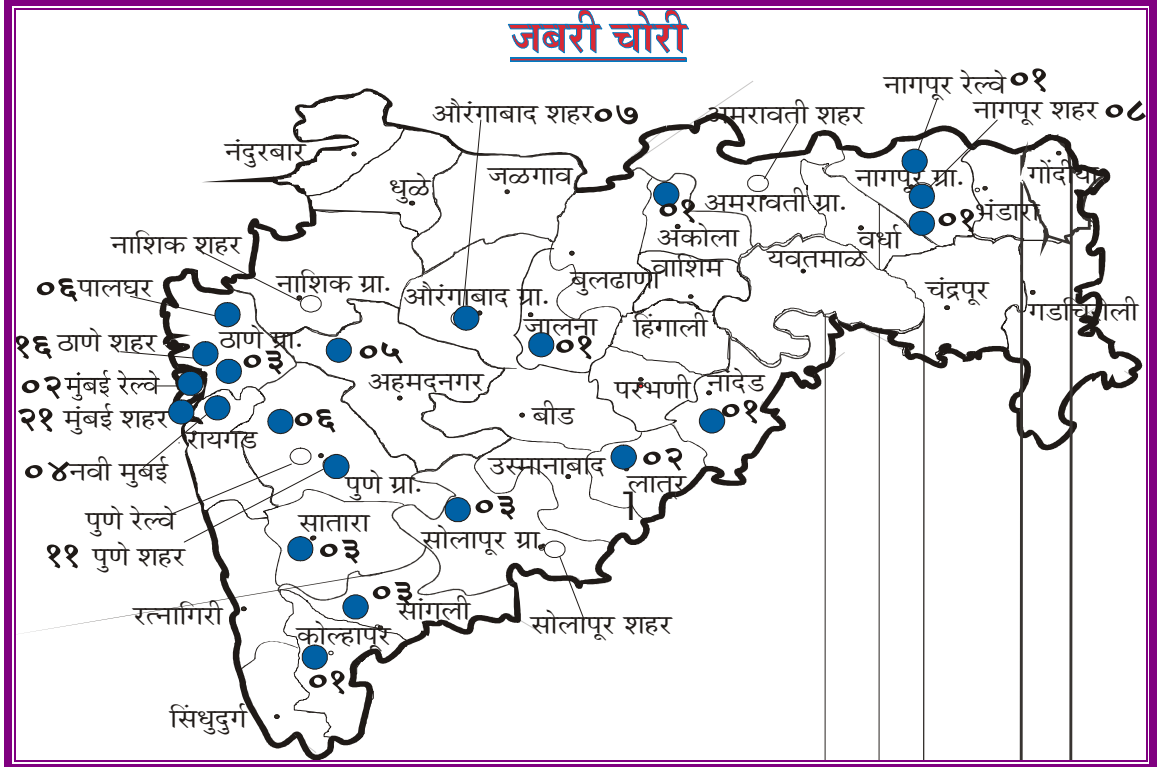 जबरी चोरी
नागपूर रेल्वे ०१
नागपूर शहर ०८
औरंगाबाद शहर ०७
अमरावती शहर
नंदुरबार
धुळे
जळगाव
नागपूर ग्रा.
०१
गोंदीया
भंडारा
अमरावती ग्रा.
०१
अकोला
वर्धा
नाशिक शहर
नाशिक ग्रा.
औरंगाबाद ग्रा.
बुलढाणा
वाशिम
यवतमाळ
चंद्रपूर
०६ पालघर
गडचिरोली
ठाणे ग्रा.
०३
जालना
०१
हिंगाली
१६ ठाणे शहर
०५
अहमदनगर
परभणी
नांदेड
०१
०२ मुंबई रेल्वे
२१ मुंबई शहर
०६
बीड
रायगड
०४ नवी मुंबई
पुणे ग्रा.
उस्मानाबाद
०२
लातूर
पुणे रेल्वे
सातारा
०३
०३
सोलापूर ग्रा.
११ पुणे शहर
०३
सांगली
रत्नागिरी
कोल्हापूर
०१
सोलापूर शहर
सिंधुदुर्ग